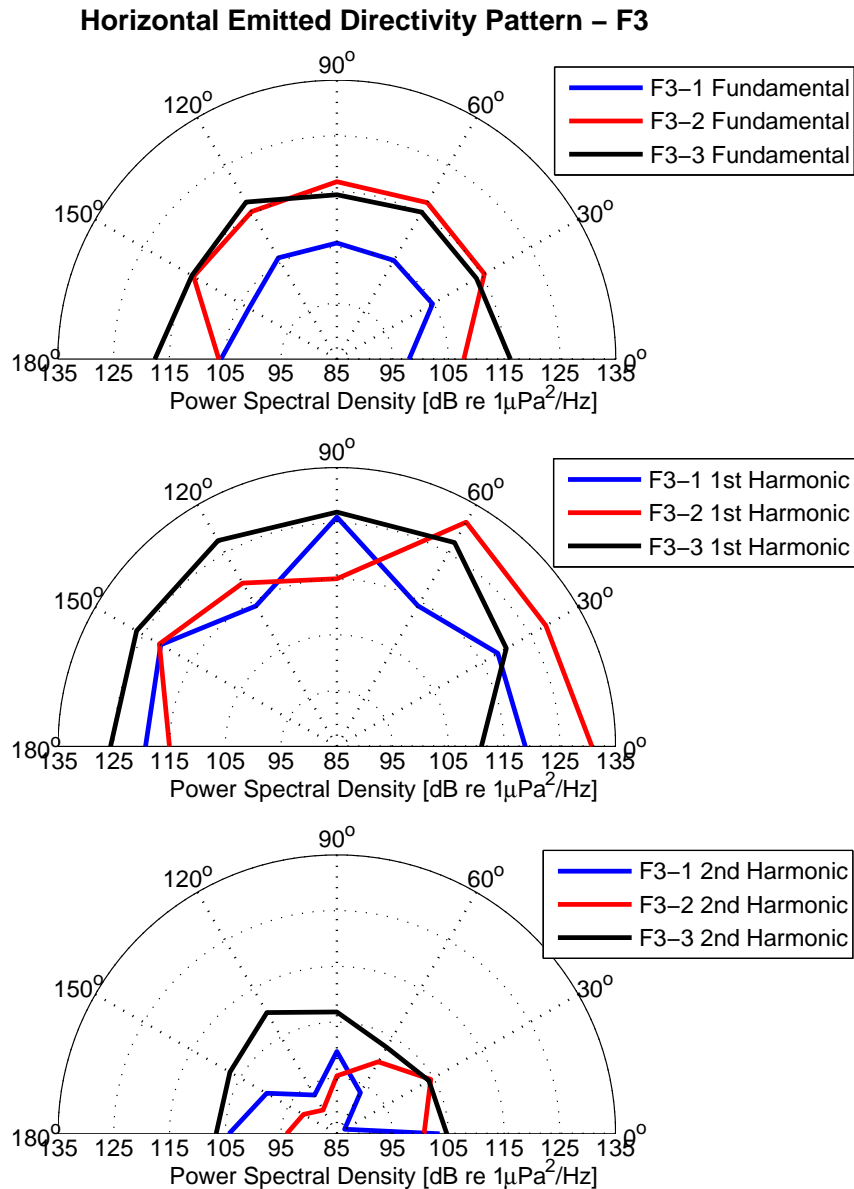 Horizontal Emitted Directivity Pattern – F3
90°
120° 60°
150° 30°
180° 0°
F3–1 Fundamental
F3–2 Fundamental
F3–3 Fundamental
135 125 115 105 95 85 95 105 115 125 135
Power Spectral Density [dB re 1μPa²/Hz]
90°
120° 60°
150° 30°
180° 0°
F3–1 1st Harmonic
F3–2 1st Harmonic
F3–3 1st Harmonic
135 125 115 105 95 85 95 105 115 125 135
Power Spectral Density [dB re 1μPa²/Hz]
90°
120° 60°
150° 30°
180° 0°
F3–1 2nd Harmonic
F3–2 2nd Harmonic
F3–3 2nd Harmonic
135 125 115 105 95 85 95 105 115 125 135
Power Spectral Density [dB re 1μPa²/Hz]